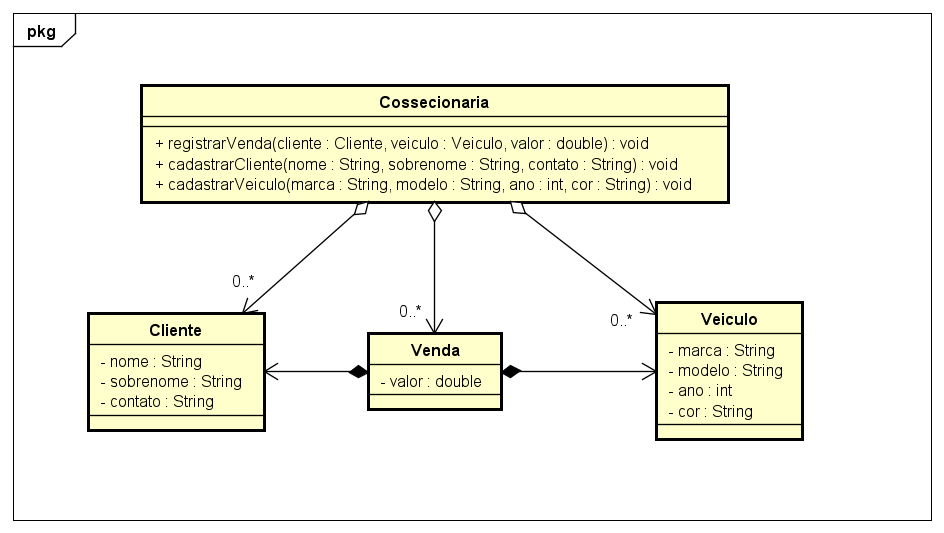 pkg
Cossecionaria
+ registrarVenda(cliente : Cliente, veiculo : Veiculo, valor : double) : void
+ cadastrarCliente(nome : String, sobrenome : String, contato : String) : void
+ cadastrarVeiculo(marca : String, modelo : String, ano : int, cor : String) : void
0..*
0..*
0..*
Cliente
- nome : String
- sobrenome : String
- contato : String
Venda
- valor : double
Veiculo
- marca : String
- modelo : String
- ano : int
- cor : String